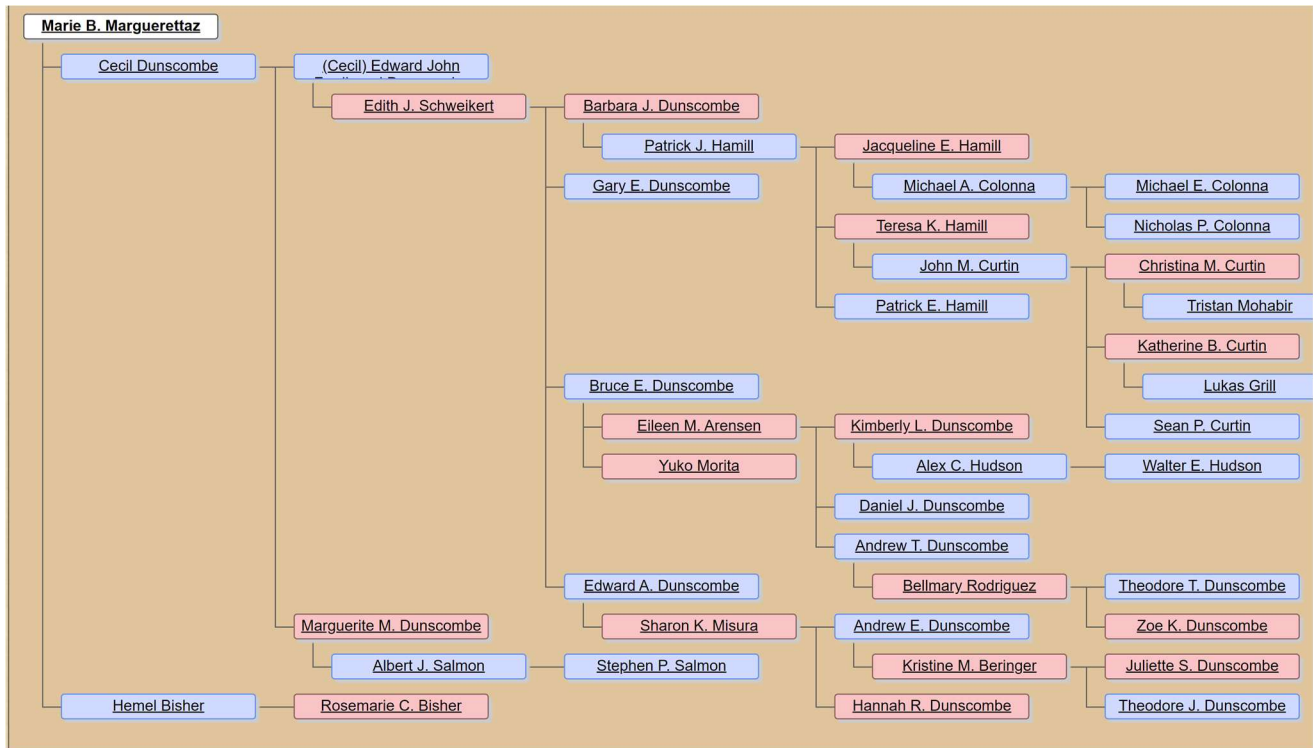 Marie B. Marguerettaz
Cecil Dunscombe
(Cecil) Edward John
Edith J. Schweikert
Barbara J. Dunscombe
Patrick J. Hamill
Jacqueline E. Hamill
Michael A. Colonna
Michael E. Colonna
Gary E. Dunscombe
Nicholas P. Colonna
Teresa K. Hamill
John M. Curtin
Christina M. Curtin
Patrick E. Hamill
Tristan Mohabir
Katherine B. Curtin
Bruce E. Dunscombe
Lukas Grill
Eileen M. Arensen
Kimberly L. Dunscombe
Sean P. Curtin
Yuko Morita
Alex C. Hudson
Walter E. Hudson
Daniel J. Dunscombe
Andrew T. Dunscombe
Edward A. Dunscombe
Bellmary Rodriguez
Theodore T. Dunscombe
Marguerite M. Dunscombe
Sharon K. Misura
Andrew E. Dunscombe
Zoe K. Dunscombe
Albert J. Salmon
Stephen P. Salmon
Kristine M. Beringer
Juliette S. Dunscombe
Hemel Bisher
Rosemarie C. Bisher
Hannah R. Dunscombe
Theodore J. Dunscombe